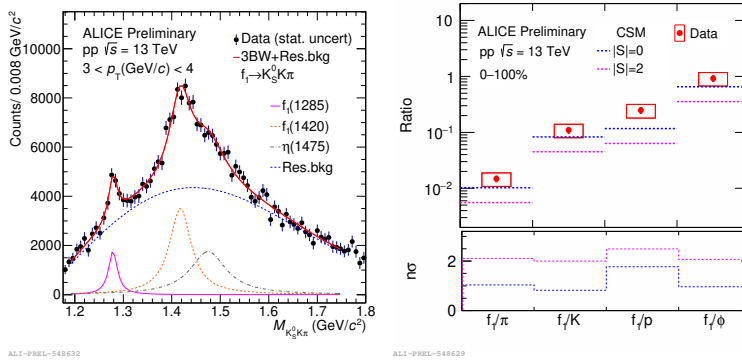 Counts/ 0.008 GeV/c²
10000
8000
6000
4000
2000
0
ALICE Preliminary
pp √s = 13 TeV
3 < p_T(GeV/c) < 4
Data (stat. uncert)
3BW+Res.bkg
f₁→K⁰_SKπ
f₁(1285)
f₁(1420)
η(1475)
Res.bkg
1.2 1.3 1.4 1.5 1.6 1.7 1.8
M_K⁰_SKπ (GeV/c²)
ALI-PREL-548632
Ratio
10
1
10⁻¹
10⁻²
ALICE Preliminary
pp √s = 13 TeV
0–100%
CSM
|S|=0
|S|=2
Data
nσ
2
0
f₁/π f₁/K f₁/p f₁/ϕ
ALI-PREL-548629